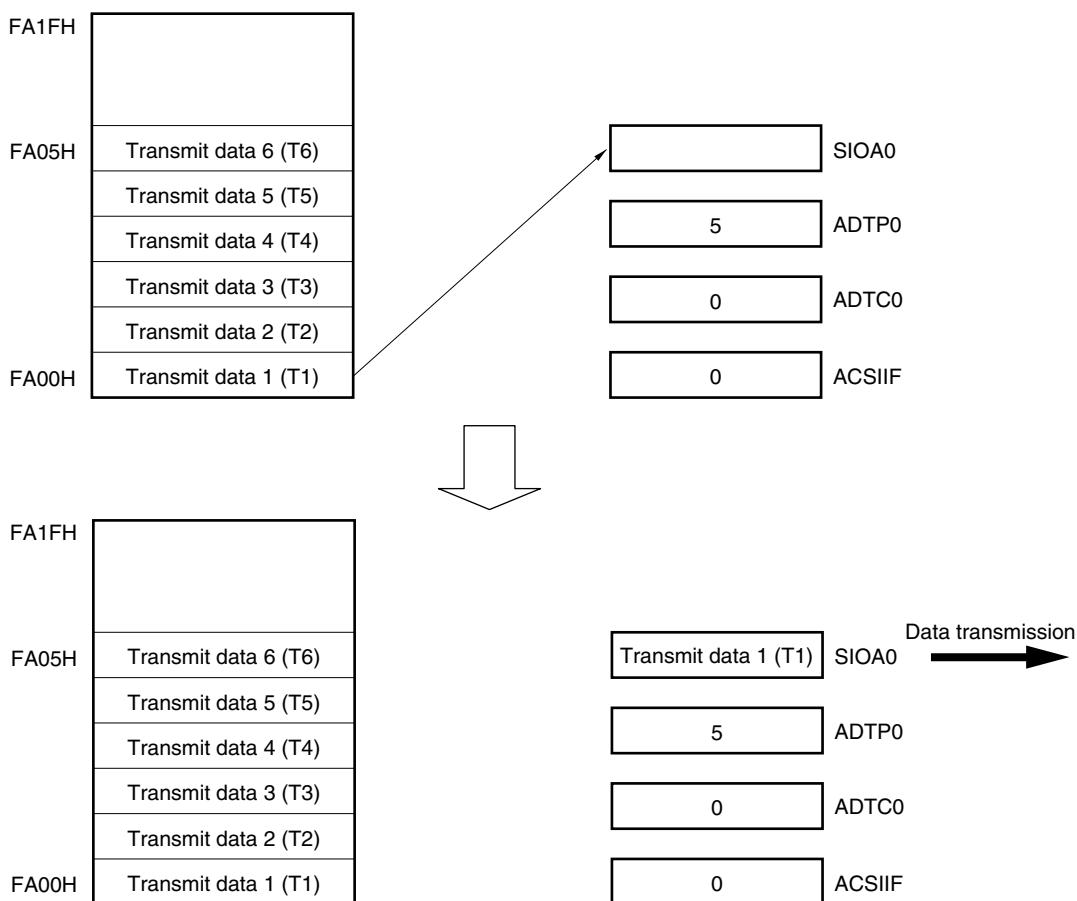 FA1FH
FA05H Transmit data 6 (T6) SIOA0
Transmit data 5 (T5)
5 ADTP0
Transmit data 4 (T4)
Transmit data 3 (T3)
0 ADTC0
Transmit data 2 (T2)
FA00H Transmit data 1 (T1) 0 ACSIIF
FA1FH
Data transmission
FA05H Transmit data 6 (T6) Transmit data 1 (T1) SIOA0
Transmit data 5 (T5)
5 ADTP0
Transmit data 4 (T4)
Transmit data 3 (T3)
0 ADTC0
Transmit data 2 (T2)
FA00H Transmit data 1 (T1) 0 ACSIIF